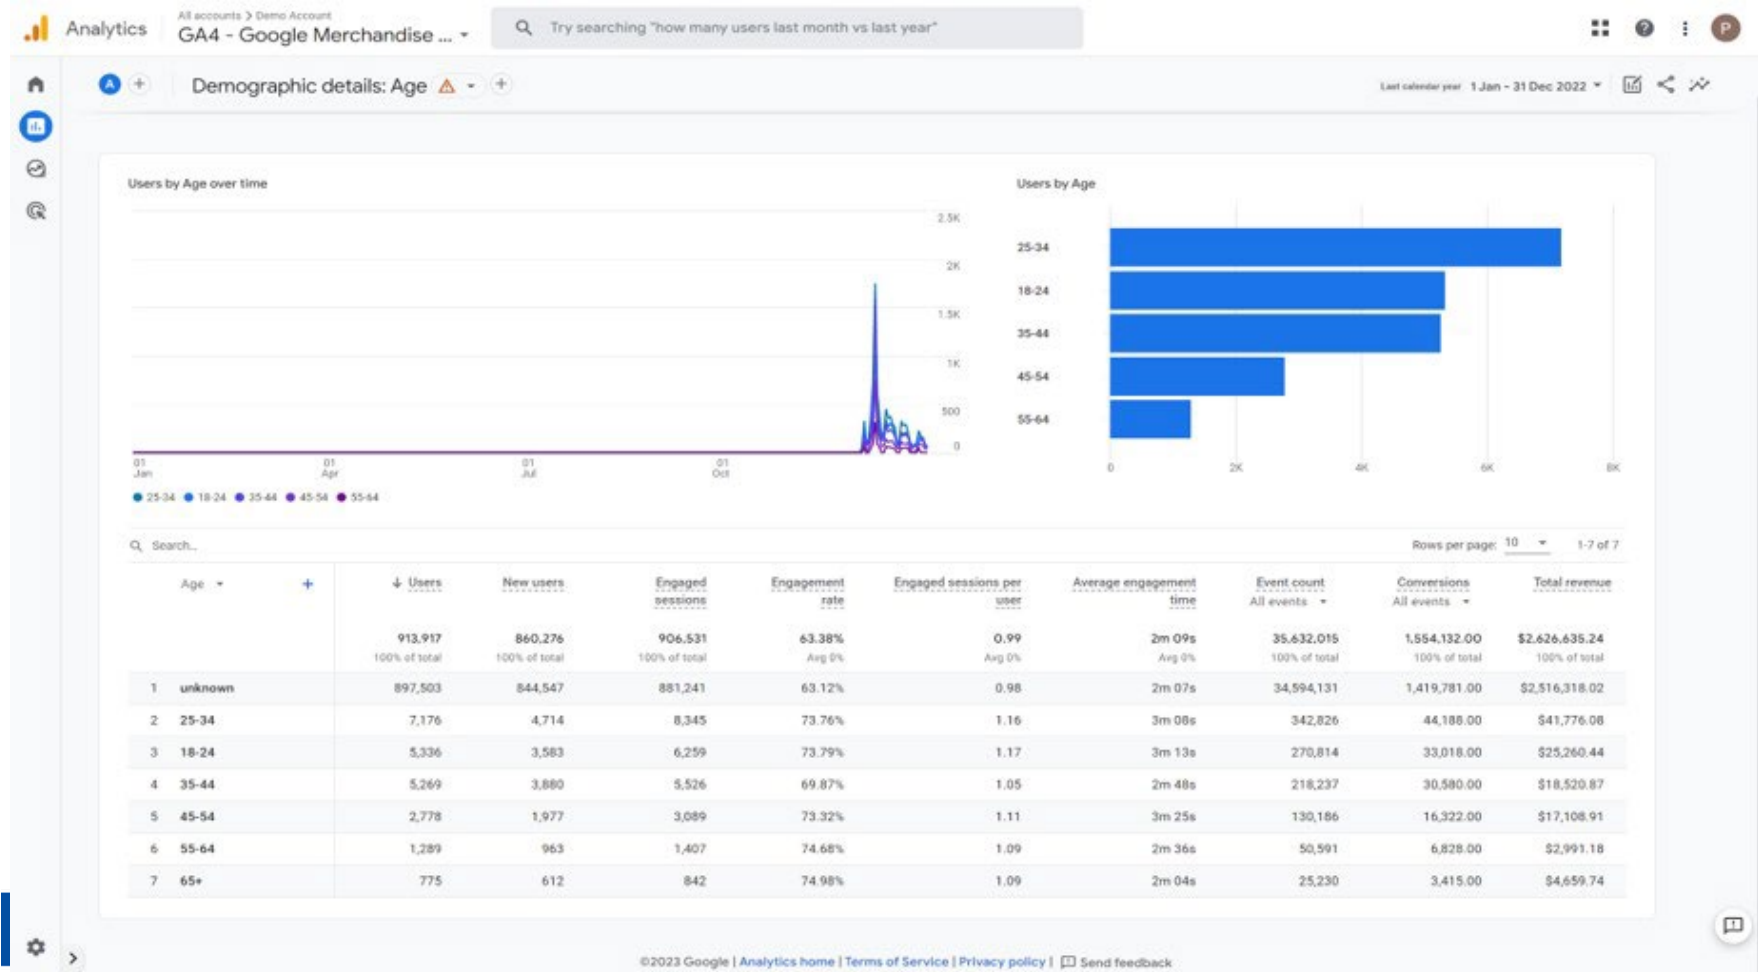 Analytics
All accounts > Demo Account
GA4 - Google Merchandise ...
Try searching "how many users last month vs last year"
P
A
Demographic details: Age
Last calendar year 1 Jan - 31 Dec 2022
Users by Age over time
2.5K
2K
1.5K
1K
500
0
01 Jan
01 Apr
01 Jul
01 Oct
25-34 18-24 35-44 45-54 55-64
Users by Age
25-34
18-24
35-44
45-54
55-64
0 2K 4K 6K 8K
Search...
Rows per page: 10 1-7 of 7
Age + ↓ Users New users Engaged sessions Engagement rate Engaged sessions per user Average engagement time Event count Conversions Total revenue
All events All events
913,917 860,276 906,531 63.38% 0.99 2m 09s 35,632,015 1,554,132.00 $2,626,635.24
100% of total 100% of total 100% of total Avg 0% Avg 0% Avg 0% 100% of total 100% of total 100% of total
1 unknown 897,503 844,547 881,241 63.12% 0.98 2m 07s 34,594,131 1,419,781.00 $2,516,318.02
2 25-34 7,176 4,714 8,345 73.76% 1.16 3m 08s 342,826 44,188.00 $41,776.08
3 18-24 5,336 3,583 6,259 73.79% 1.17 3m 13s 270,814 33,018.00 $25,260.44
4 35-44 5,269 3,880 5,526 69.87% 1.05 2m 48s 218,237 30,580.00 $18,520.87
5 45-54 2,778 1,977 3,089 73.32% 1.11 3m 25s 130,186 16,322.00 $17,108.91
6 55-64 1,289 963 1,407 74.68% 1.09 2m 36s 50,591 6,828.00 $2,991.18
7 65+ 775 612 842 74.98% 1.09 2m 04s 25,230 3,415.00 $4,659.74
©2023 Google | Analytics home | Terms of Service | Privacy policy | Send feedback